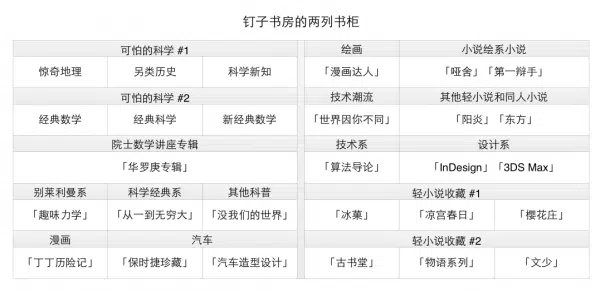 钉子书房的两列书柜
可怕的科学 #1
惊奇地理 另类历史 科学新知
可怕的科学 #2
经典数学 经典科学 新经典数学
院士数学讲座专辑
「华罗庚专辑」
别莱利曼系 科学经典系 其他科普
「趣味力学」 「从一到无穷大」 「没我们的世界」
漫画 汽车
「丁丁历险记」 「保时捷珍藏」 「汽车造型设计」
绘画 小说绘系小说
「漫画达人」 「哑舍」「第一辩手」
技术潮流 其他轻小说和同人小说
「世界因你不同」 「阳炎」「东方」
技术系 设计系
「算法导论」 「InDesign」「3DS Max」
轻小说收藏 #1
「冰菓」 「凉宫春日」 「樱花庄」
轻小说收藏 #2
「古书堂」 「物语系列」 「文少」